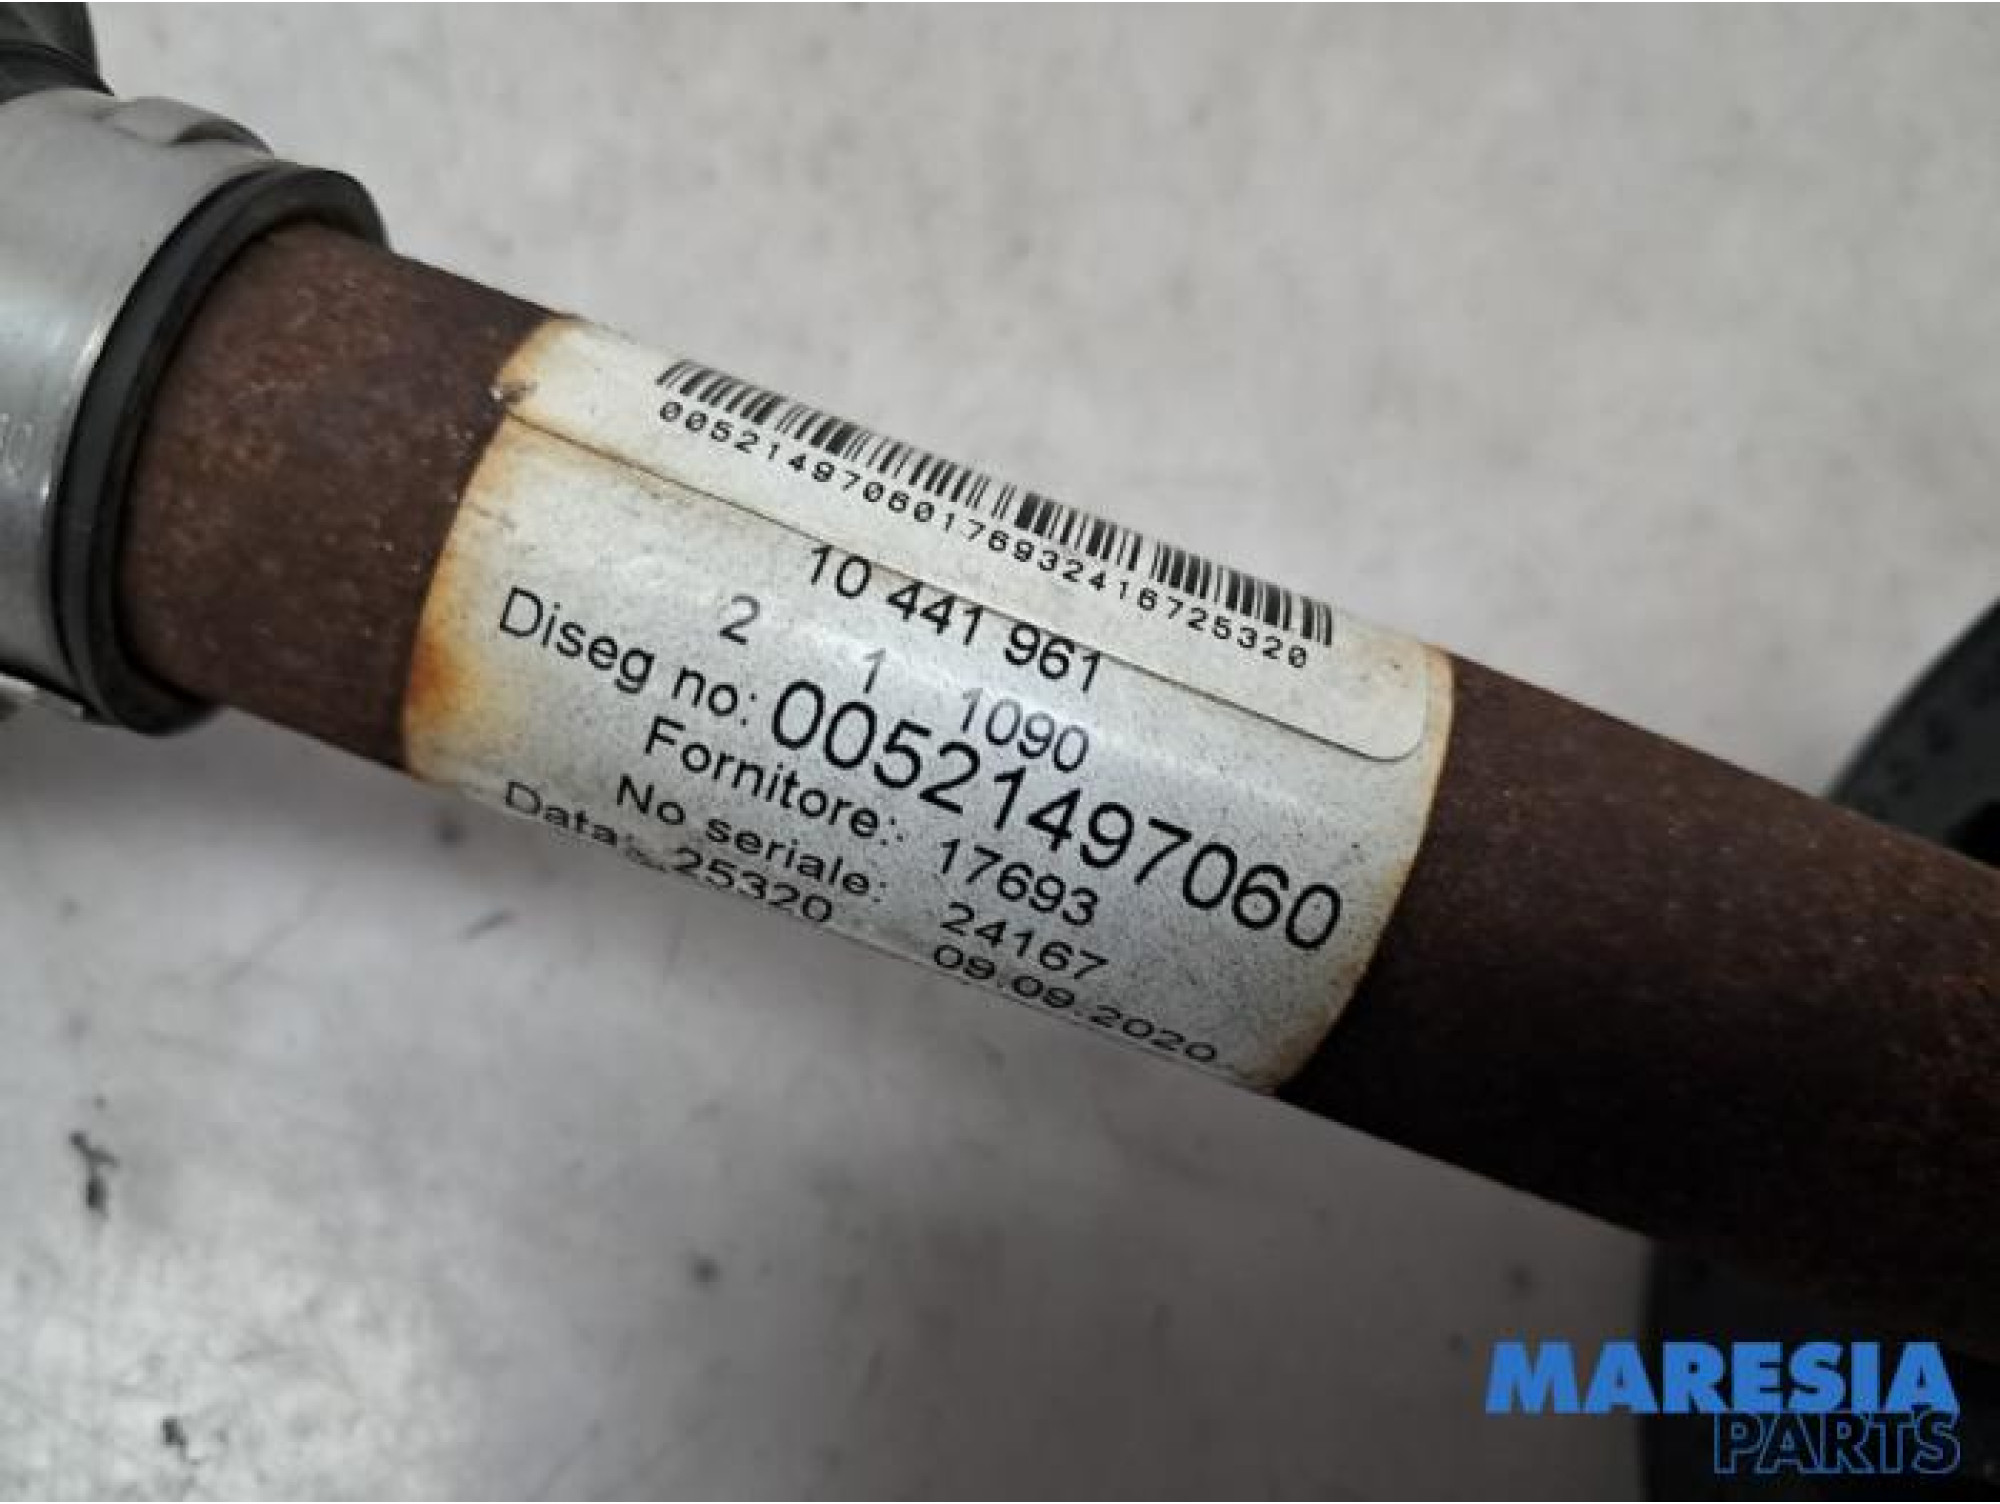 00521497060176932416725320
10 441 961
2 1 1090
Diseg no: 00521497060
Fornitore: 17693
No seriale: 24167
Data: 25320 09.09.2020
MARESIA
PARTS